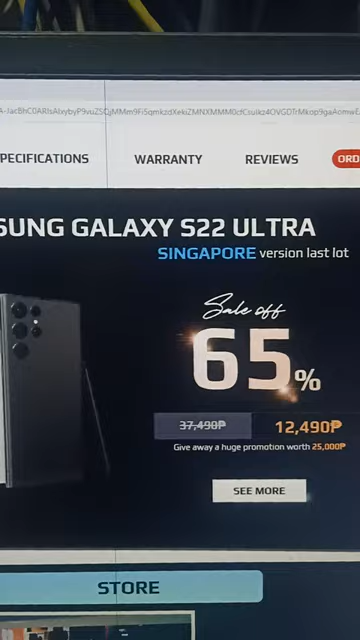 PECIFICATIONS WARRANTY REVIEWS ORD
SUNG GALAXY S22 ULTRA
SINGAPORE version last lot
Sale off
65%
37,490₱ 12,490₱
Give away a huge promotion worth 25,000₱
SEE MORE
STORE